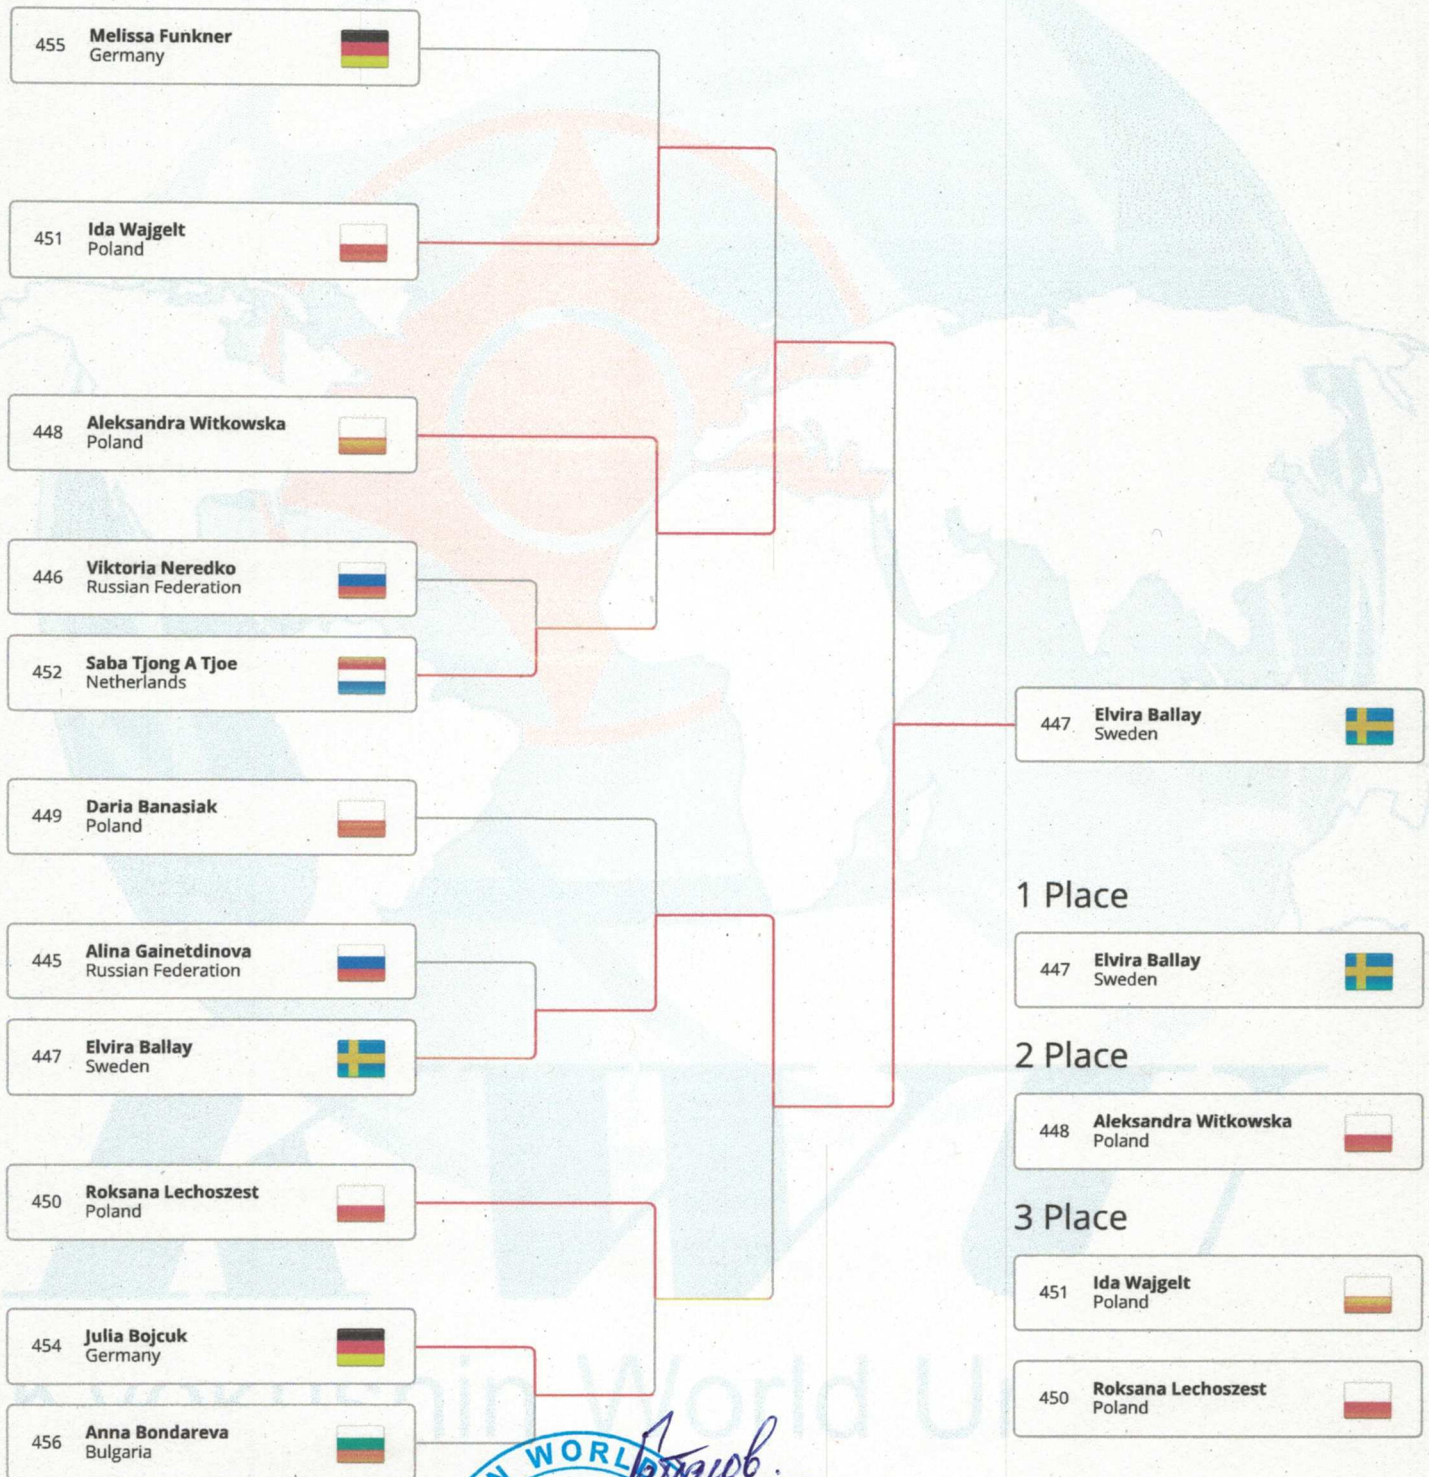 455
Melissa Funkner
Germany
451
Ida Wajgelt
Poland
448
Aleksandra Witkowska
Poland
446
Viktoria Neredko
Russian Federation
452
Saba Tjong A Tjoe
Netherlands
449
Daria Banasiak
Poland
445
Alina Gainetdinova
Russian Federation
447
Elvira Ballay
Sweden
450
Roksana Lechoszest
Poland
454
Julia Bojcuk
Germany
456
Anna Bondareva
Bulgaria
447
Elvira Ballay
Sweden
1 Place
447
Elvira Ballay
Sweden
2 Place
448
Aleksandra Witkowska
Poland
3 Place
451
Ida Wajgelt
Poland
450
Roksana Lechoszest
Poland
World
WORLD